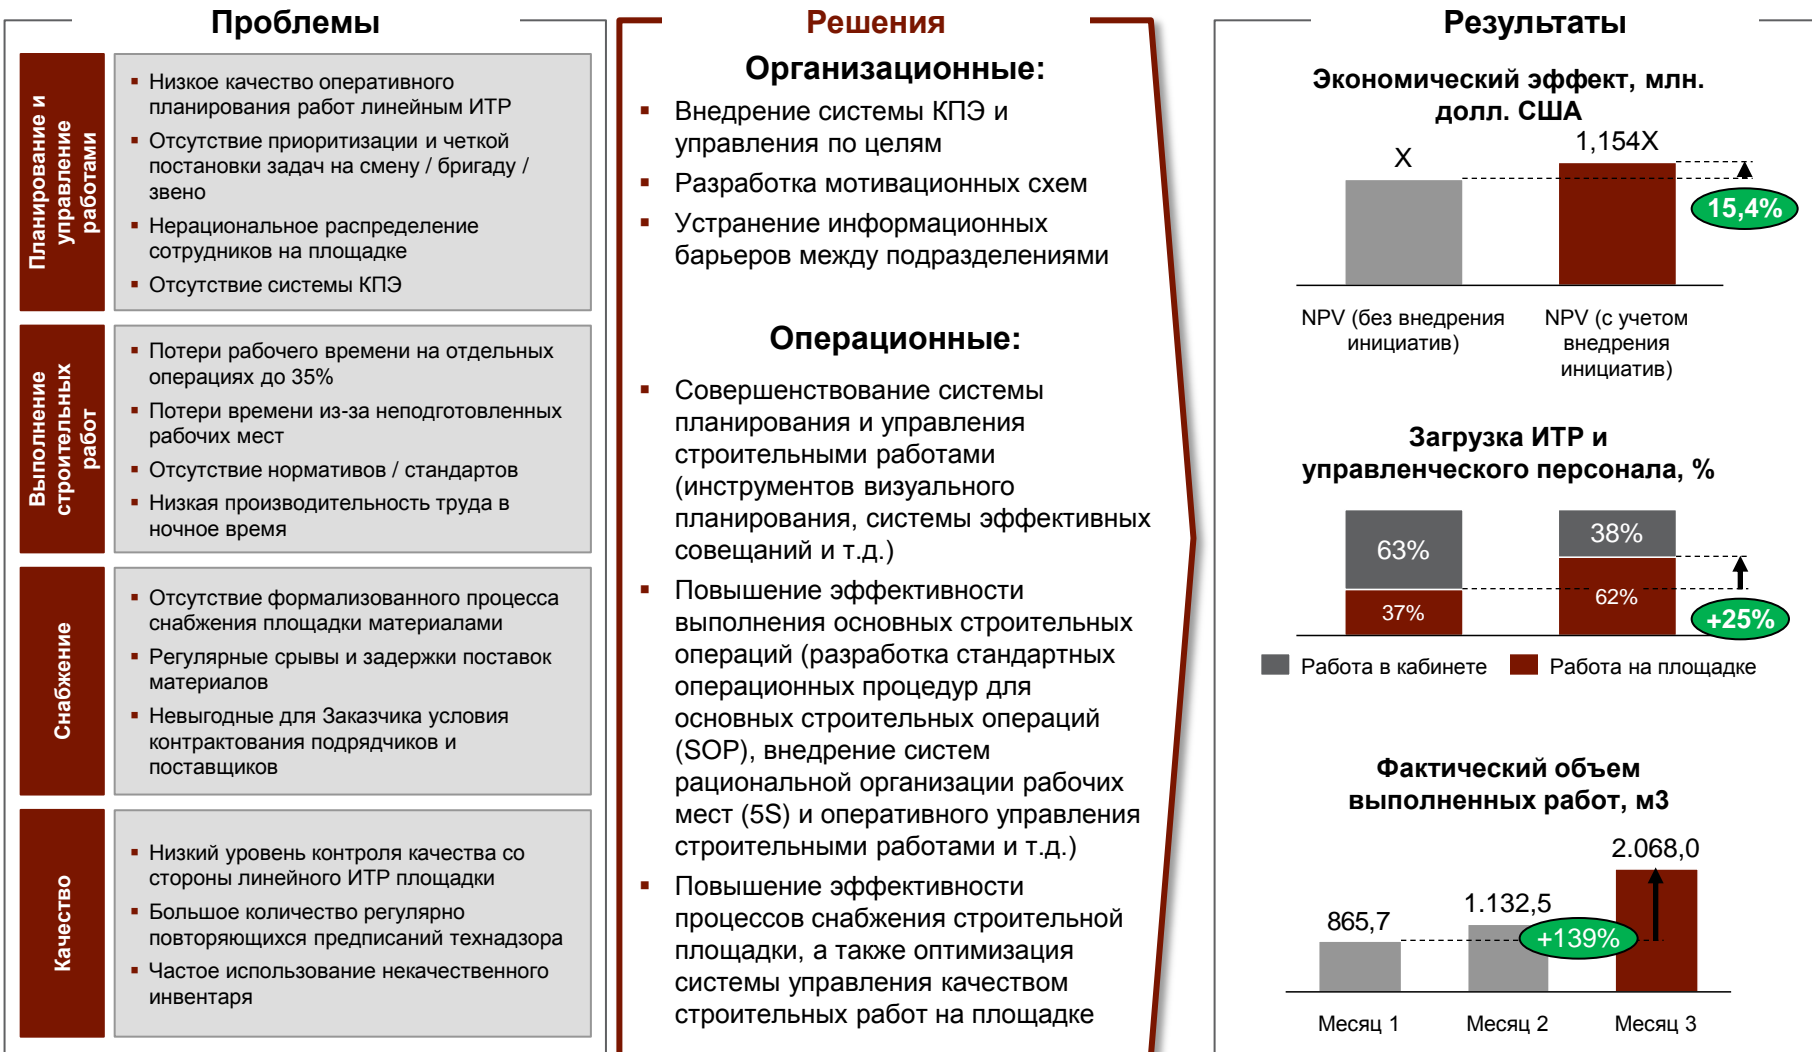 Проблемы
Планирование и
управление
работами
Низкое качество оперативного
планирования работ линейным ИТР
Отсутствие приоритизации и четкой
постановки задач на смену / бригаду /
звено
Нерациональное распределение
сотрудников на площадке
Отсутствие системы КПЭ
Выполнение
строительных
работ
Потери рабочего времени на отдельных
операциях до 35%
Потери времени из-за неподготовленных
рабочих мест
Отсутствие нормативов / стандартов
Низкая производительность труда в
ночное время
Снабжение
Отсутствие формализованного процесса
снабжения площадки материалами
Регулярные срывы и задержки поставок
материалов
Невыгодные для Заказчика условия
контрактования подрядчиков и
поставщиков
Качество
Низкий уровень контроля качества со
стороны линейного ИТР площадки
Большое количество регулярно
повторяющихся предписаний технадзора
Частое использование некачественного
инвентаря
Решения
Организационные:
Внедрение системы КПЭ и
управления по целям
Разработка мотивационных схем
Устранение информационных
барьеров между подразделениями
Операционные:
Совершенствование системы
планирования и управления
строительными работами
(инструментов визуального
планирования, системы эффективных
совещаний и т.д.)
Повышение эффективности
выполнения основных строительных
операций (разработка стандартных
операционных процедур для
основных строительных операций
(SOP), внедрение систем
рациональной организации рабочих
мест (5S) и оперативного управления
строительными работами и т.д.)
Повышение эффективности
процессов снабжения строительной
площадки, а также оптимизация
системы управления качеством
строительных работ на площадке
Результаты
Экономический эффект, млн.
долл. США
X
1,154X
15,4%
NPV (без внедрения
инициатив)
NPV (с учетом
внедрения
инициатив)
Загрузка ИТР и
управленческого персонала, %
63%
38%
37%
62%
+25%
Работа в кабинете
Работа на площадке
Фактический объем
выполненных работ, м3
865,7
1.132,5
2.068,0
+139%
Месяц 1
Месяц 2
Месяц 3